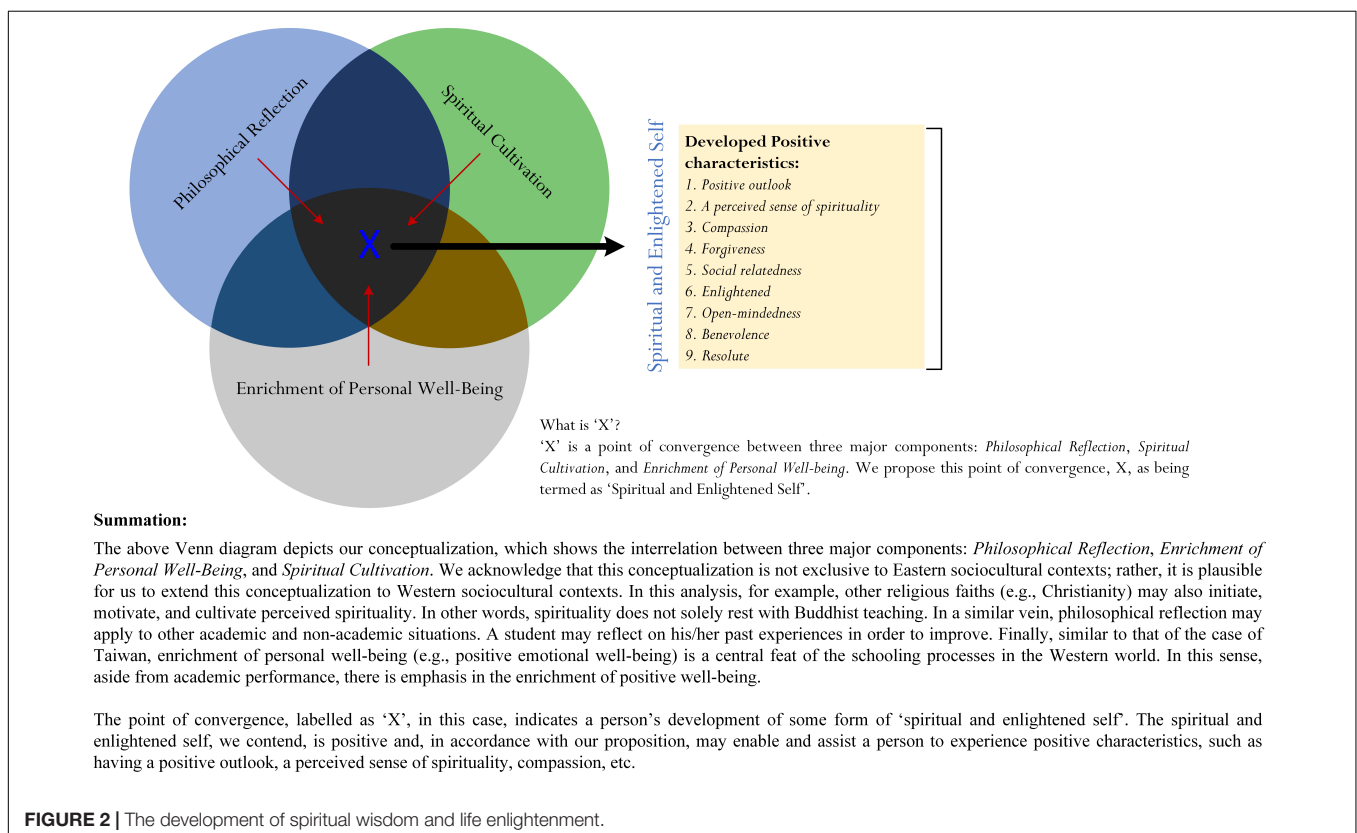 Philosophical Reflection
Spiritual Cultivation
X
Enrichment of Personal Well-Being
Spiritual and Enlightened Self
Developed Positive
characteristics:
1. Positive outlook
2. A perceived sense of spirituality
3. Compassion
4. Forgiveness
5. Social relatedness
6. Enlightened
7. Open-mindedness
8. Benevolence
9. Resolute
What is ‘X’?
‘X’ is a point of convergence between three major components: Philosophical Reflection, Spiritual
Cultivation, and Enrichment of Personal Well-being. We propose this point of convergence, X, as being
termed as ‘Spiritual and Enlightened Self’.
Summation:
The above Venn diagram depicts our conceptualization, which shows the interrelation between three major components: Philosophical Reflection, Enrichment of
Personal Well-Being, and Spiritual Cultivation. We acknowledge that this conceptualization is not exclusive to Eastern sociocultural contexts; rather, it is plausible
for us to extend this conceptualization to Western sociocultural contexts. In this analysis, for example, other religious faiths (e.g., Christianity) may also initiate,
motivate, and cultivate perceived spirituality. In other words, spirituality does not solely rest with Buddhist teaching. In a similar vein, philosophical reflection may
apply to other academic and non-academic situations. A student may reflect on his/her past experiences in order to improve. Finally, similar to that of the case of
Taiwan, enrichment of personal well-being (e.g., positive emotional well-being) is a central feat of the schooling processes in the Western world. In this sense,
aside from academic performance, there is emphasis in the enrichment of positive well-being.
The point of convergence, labelled as ‘X’, in this case, indicates a person’s development of some form of ‘spiritual and enlightened self’. The spiritual and
enlightened self, we contend, is positive and, in accordance with our proposition, may enable and assist a person to experience positive characteristics, such as
having a positive outlook, a perceived sense of spirituality, compassion, etc.
FIGURE 2 | The development of spiritual wisdom and life enlightenment.